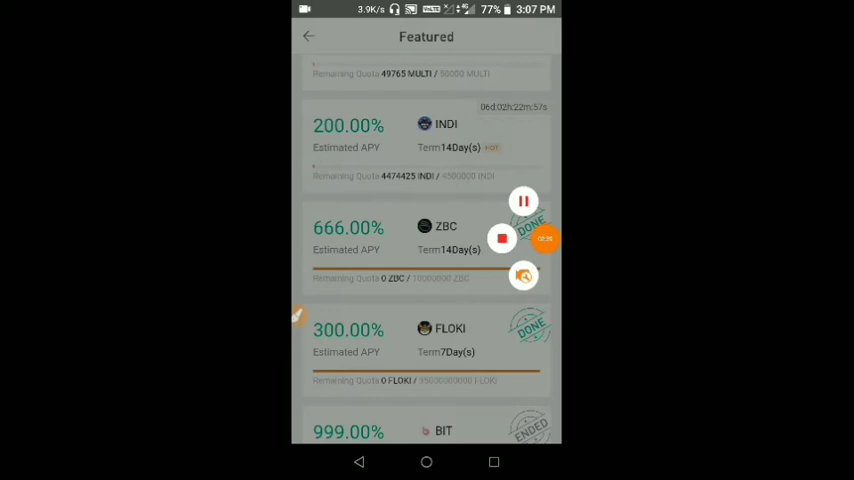 3.9K/s VoLTE 4G 77% 3:07 PM
Featured
Remaining Quota 49765 MULTI / 50000 MULTI
06d:02h:22m:57s
200.00% INDI
Estimated APY Term14Day(s) HOT
Remaining Quota 4474425 INDI / 4500000 INDI
666.00% ZBC DONE
Estimated APY Term14Day(s)
Remaining Quota 0 ZBC / 10000000 ZBC
300.00% FLOKI DONE
Estimated APY Term7Day(s)
Remaining Quota 0 FLOKI / FLOKI
999.00% BIT ENDED